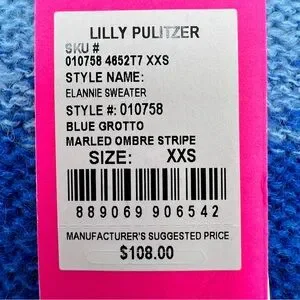 LILLY PULITZER
SKU #
010758 4652T7 XXS
STYLE NAME:
ELANNIE SWEATER
STYLE #: 010758
BLUE GROTTO
MARLED OMBRE STRIPE
SIZE: XXS
889069 906542
MANUFACTURER'S SUGGESTED PRICE
$108.00